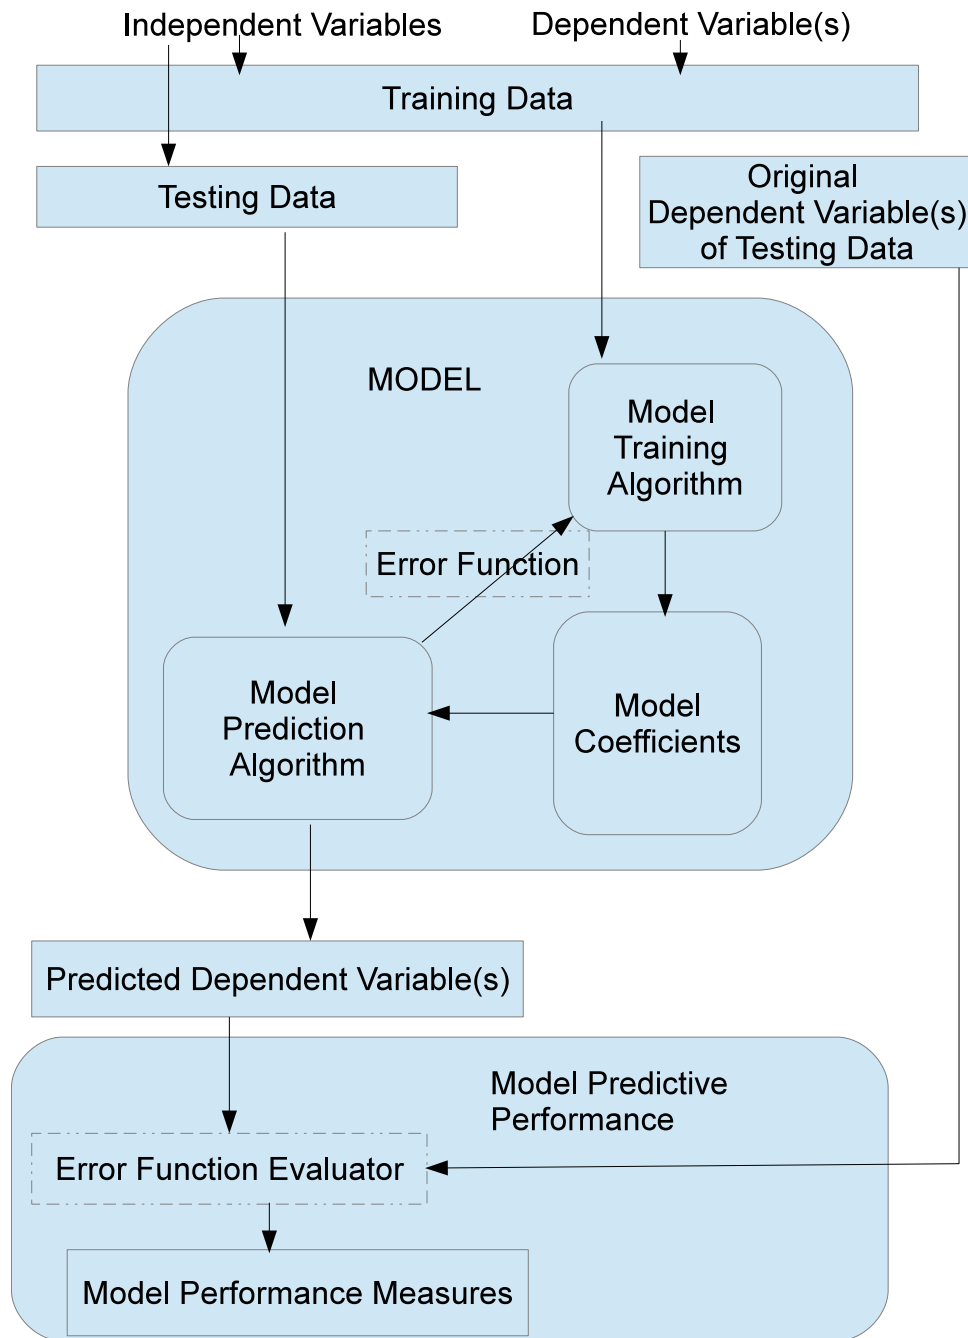 Independent Variables
Dependent Variable(s)
Training Data
Testing Data
Original
Dependent Variable(s)
of Testing Data
MODEL
Model
Training
Algorithm
Error Function
Model
Prediction
Algorithm
Model
Coefficients
Predicted Dependent Variable(s)
Model Predictive
Performance
Error Function Evaluator
Model Performance Measures